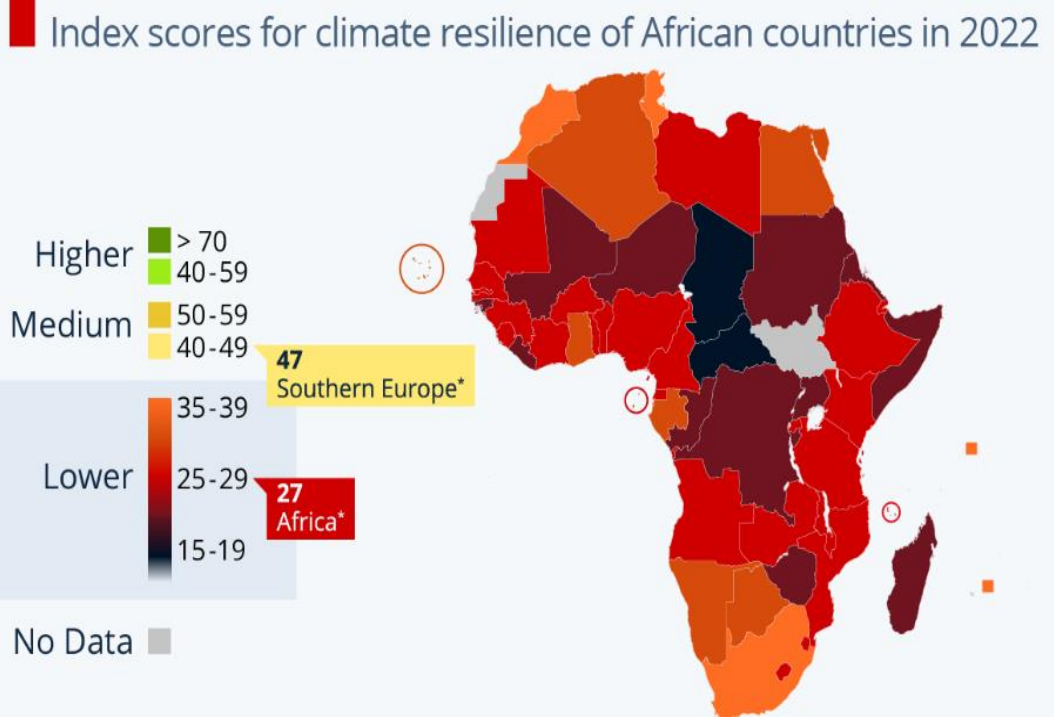 Index scores for climate resilience of African countries in 2022
Higher
> 70
40-59
Medium
50-59
40-49
47
Southern Europe*
Lower
35-39
25-29
15-19
27
Africa*
No Data